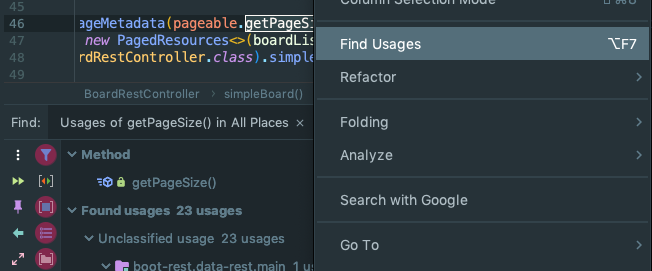 45
46 ageMetadata(pageable.getPageSiz
47 new PagedResources<>(boardLis
48 rdRestController.class).simple
49
BoardRestController > simpleBoard()
Find: Usages of getPageSize() in All Places ×
Method
getPageSize()
Found usages 23 usages
Unclassified usage 23 usages
boot-rest.data-rest.main 1 us
Column Selection Mode ⇧⌘8
Find Usages ⌥F7
Refactor
Folding
Analyze
Search with Google
Go To